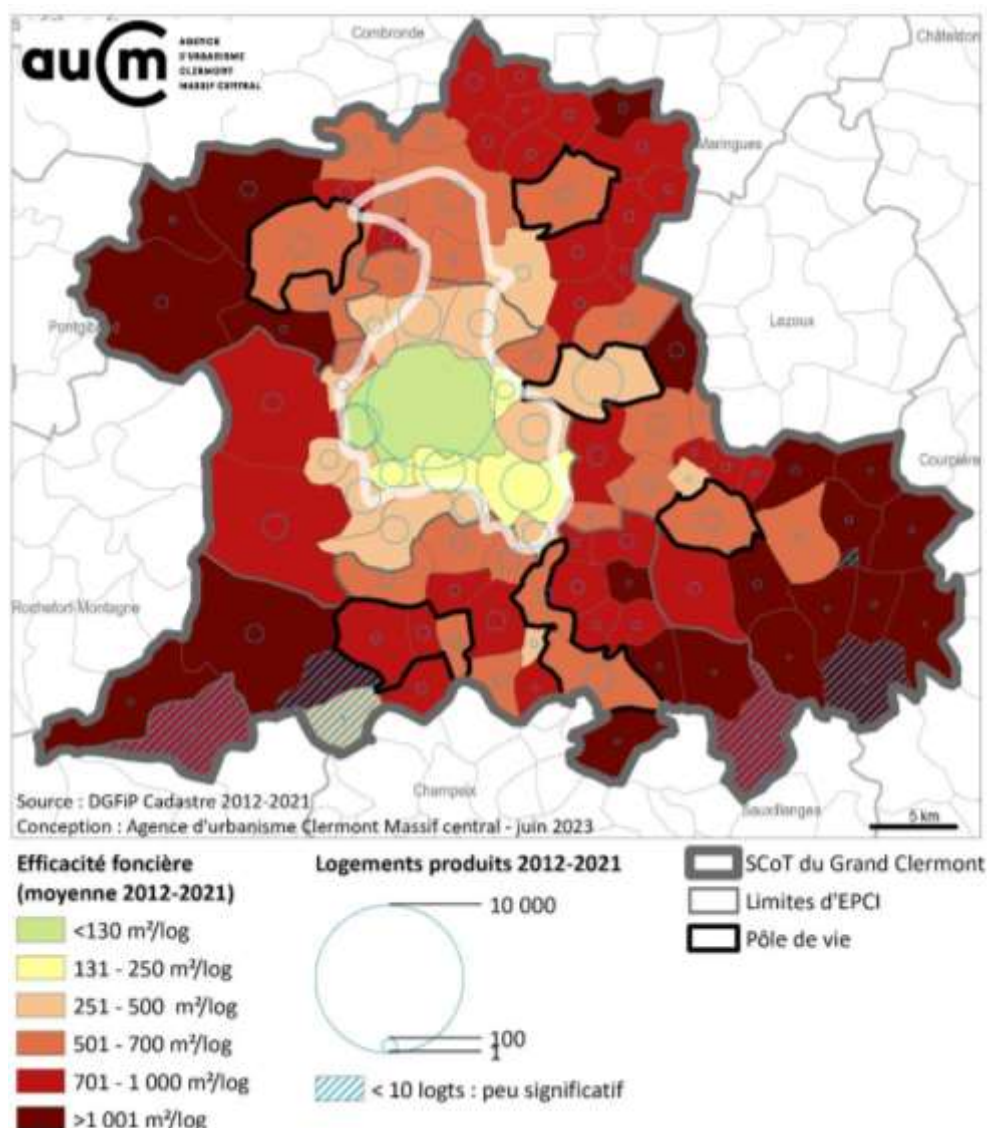 Combronde
Châteldon
auCm
AGENCE
D'URBANISME
CLERMONT
MASSIF CENTRAL
Maringues
Lezoux
Courpière
Rochefort-Montagne
Champeix
Sauxillanges
Source : DGFiP Cadastre 2012-2021
Conception : Agence d'urbanisme Clermont Massif central - juin 2023
5 km
Efficacité foncière
(moyenne 2012-2021)
<130 m²/log
131 - 250 m²/log
251 - 500 m²/log
501 - 700 m²/log
701 - 1 000 m²/log
>1 001 m²/log
Logements produits 2012-2021
10 000
100
1
< 10 logts : peu significatif
SCoT du Grand Clermont
Limites d'EPCI
Pôle de vie